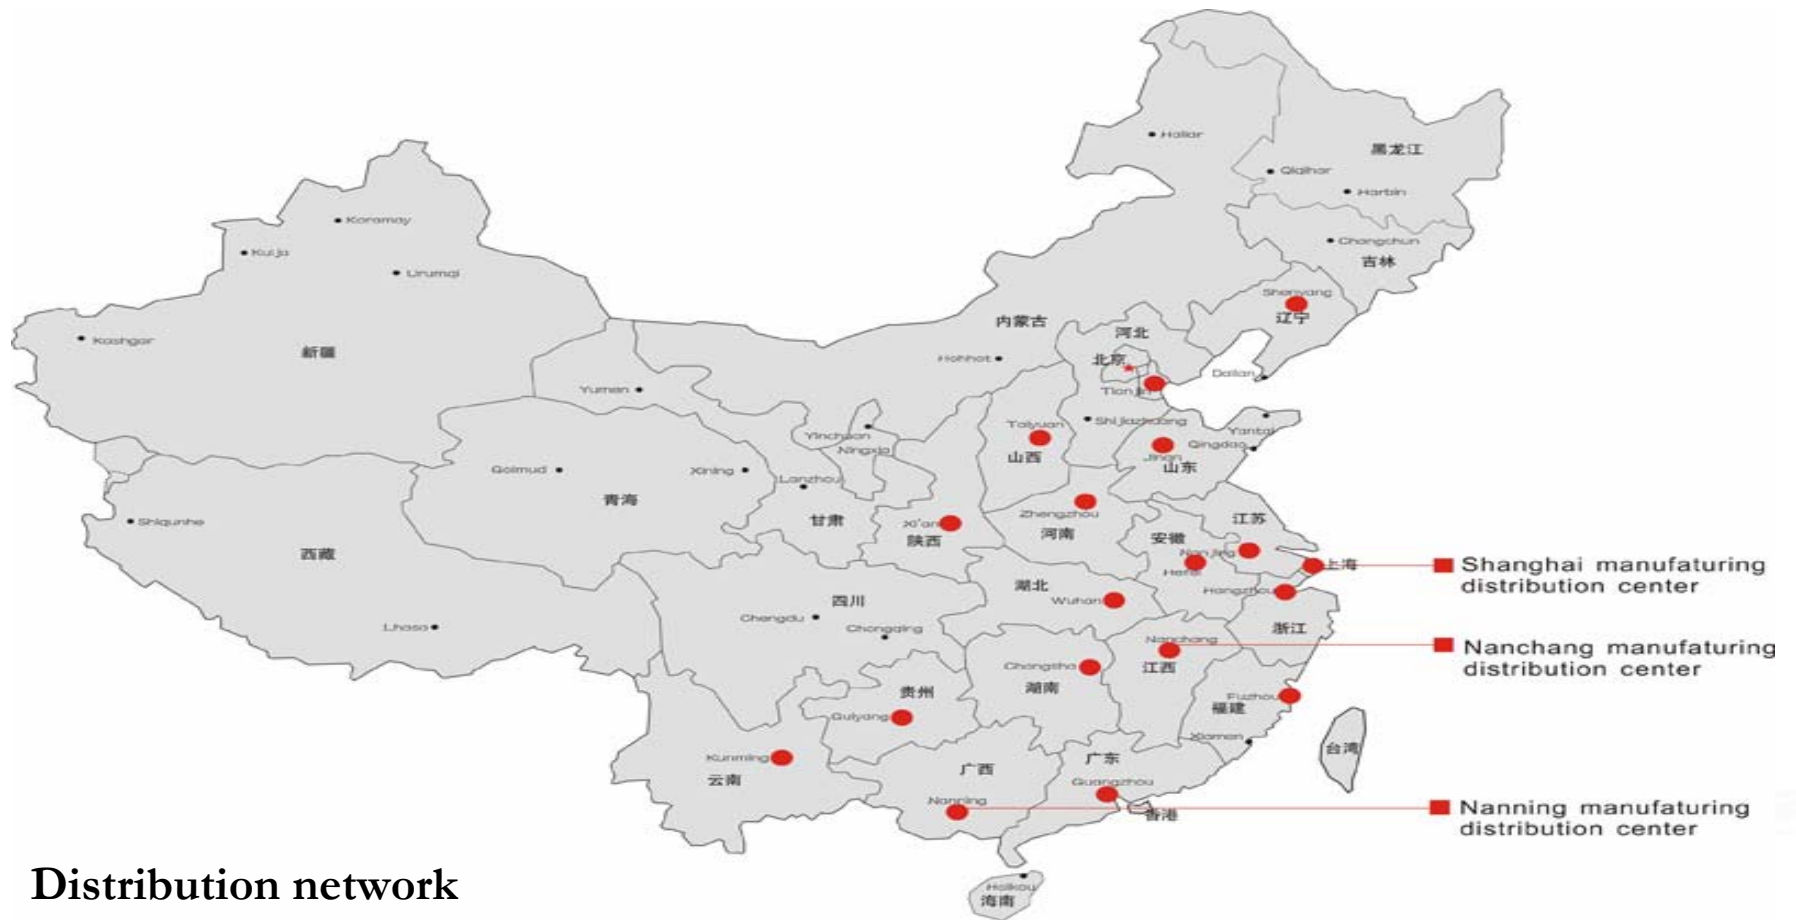 黑龙江
Hailar
Qiqihar
Harbin
Karamay
Changchun
Kuija
吉林
Urumqi
Shenyang
辽宁
内蒙古
河北
Kashgar
新疆
Hohhot
北京
Dalian
Yumen
Tianjin
Taiyuan
Shijiazhuang
Yantai
Yinchuan
Qingdao
Ningxia
山西
Jinan
山东
Golmud
Xining
Lanzhou
青海
Zhengzhou
江苏
Shiqunhe
甘肃
Xi'an
河南
安徽
陕西
西藏
Nanjing
Hefei
上海
Shanghai manufaturing
distribution center
湖北
Hangzhou
四川
Wuhan
Chengdu
Lhasa
Chongqing
浙江
Nanchang
Nanchang manufaturing
distribution center
Changsha
江西
湖南
贵州
Fuzhou
福建
Guiyang
Xiamen
台湾
Kunming
云南
广西
广东
Guangzhou
Nanning
香港
Nanning manufaturing
distribution center
Distribution network
Haikou
海南